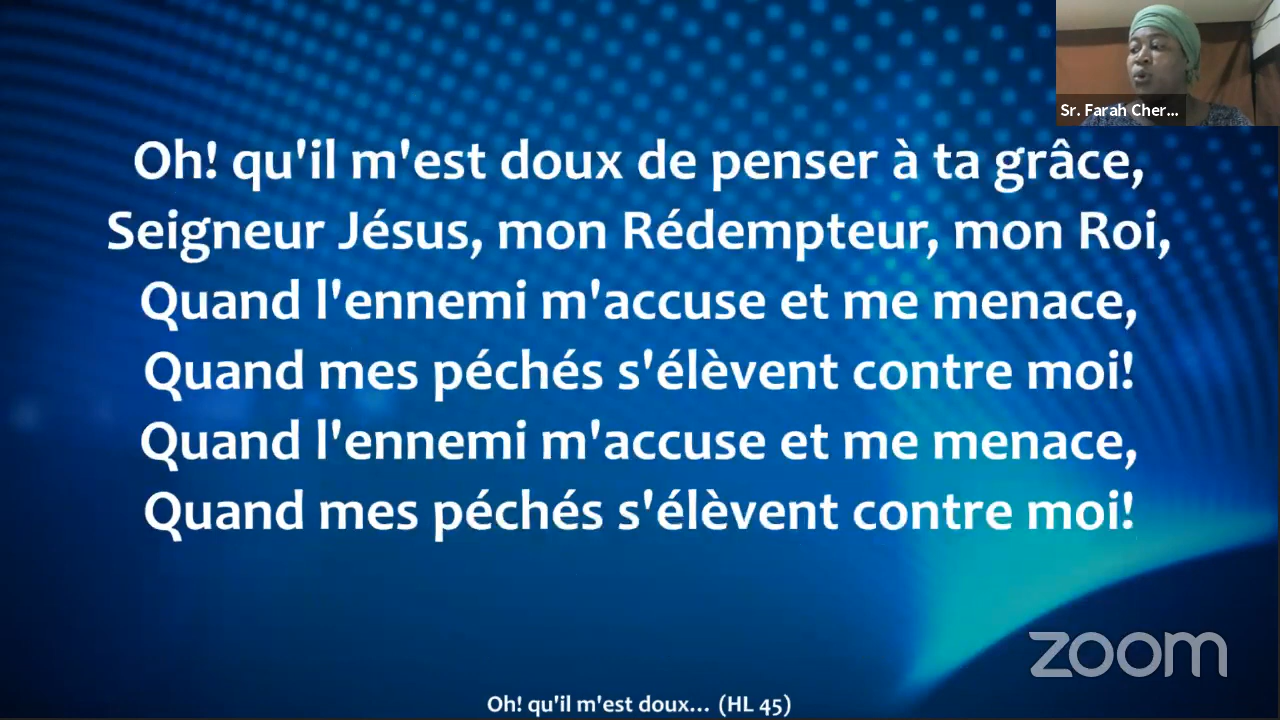 Sr. Farah Cher...
Oh! qu'il m'est doux de penser à ta grâce,
Seigneur Jésus, mon Rédempteur, mon Roi,
Quand l'ennemi m'accuse et me menace,
Quand mes péchés s'élèvent contre moi!
Quand l'ennemi m'accuse et me menace,
Quand mes péchés s'élèvent contre moi!
zoom
Oh! qu'il m'est doux... (HL 45)